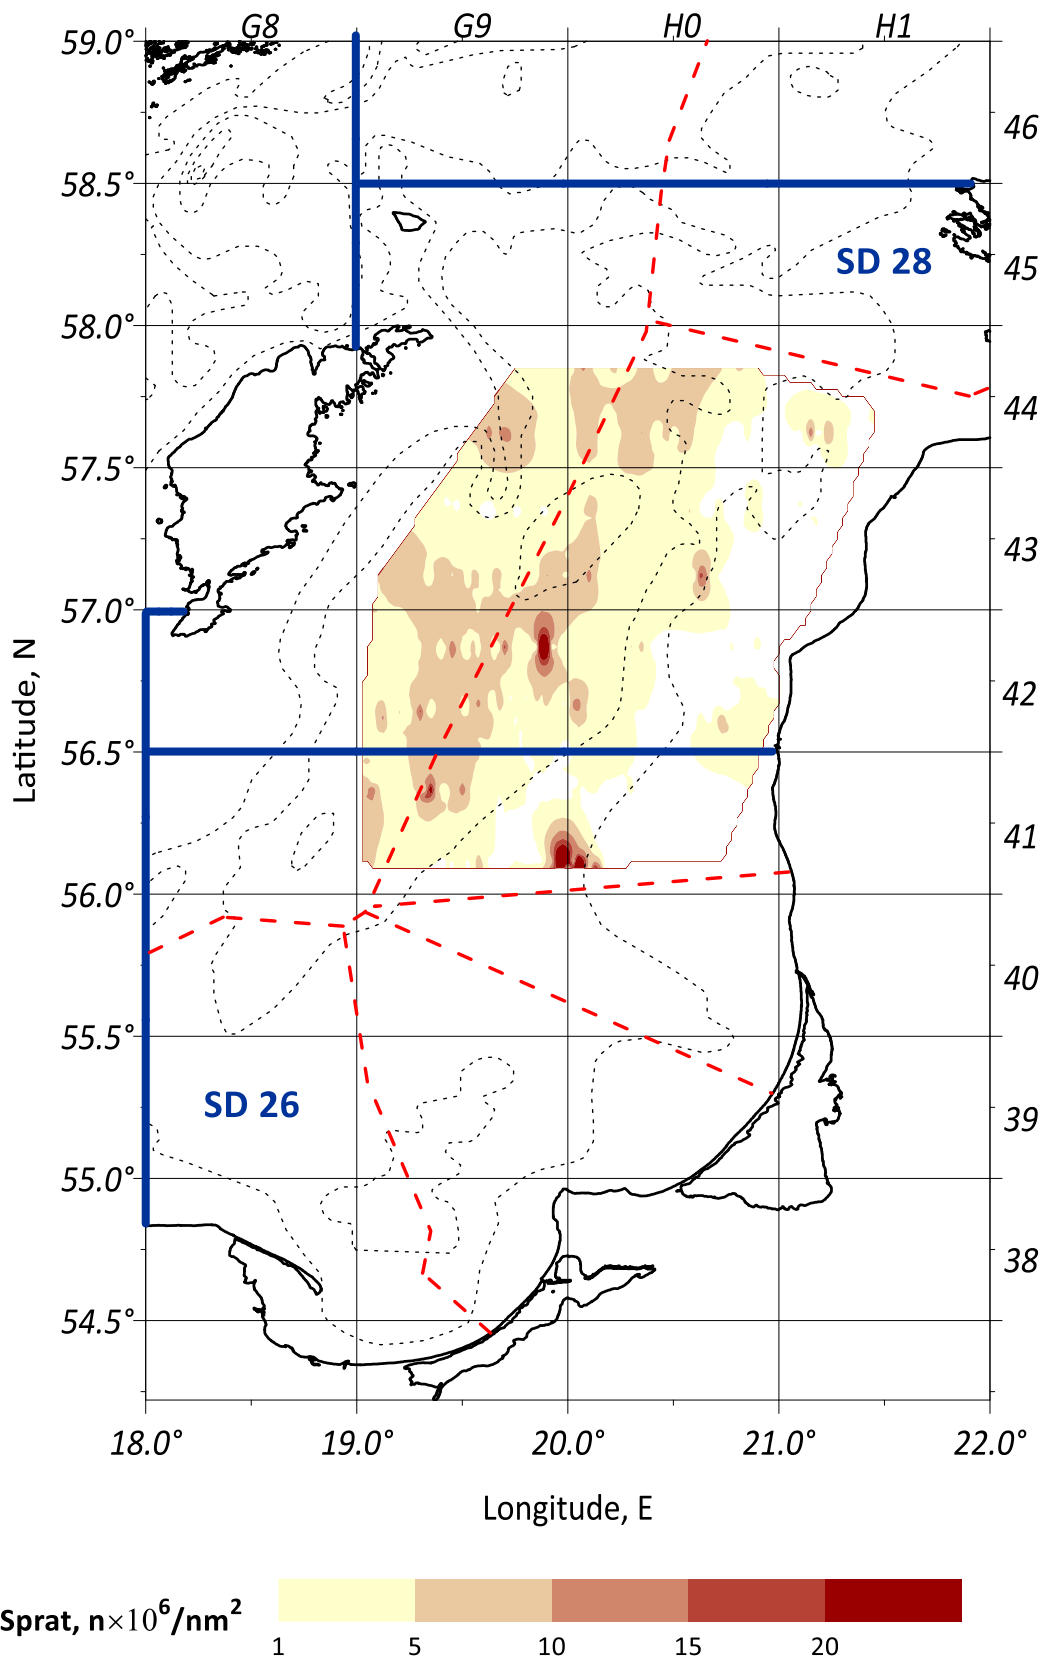 G8 G9 H0 H1
59.0°
46
58.5°
SD 28
45
58.0°
44
57.5°
43
57.0°
Latitude, N
42
56.5°
41
56.0°
40
55.5°
SD 26
39
55.0°
38
54.5°
18.0° 19.0° 20.0° 21.0° 22.0°
Longitude, E
Sprat, n×10⁶/nm²
1 5 10 15 20